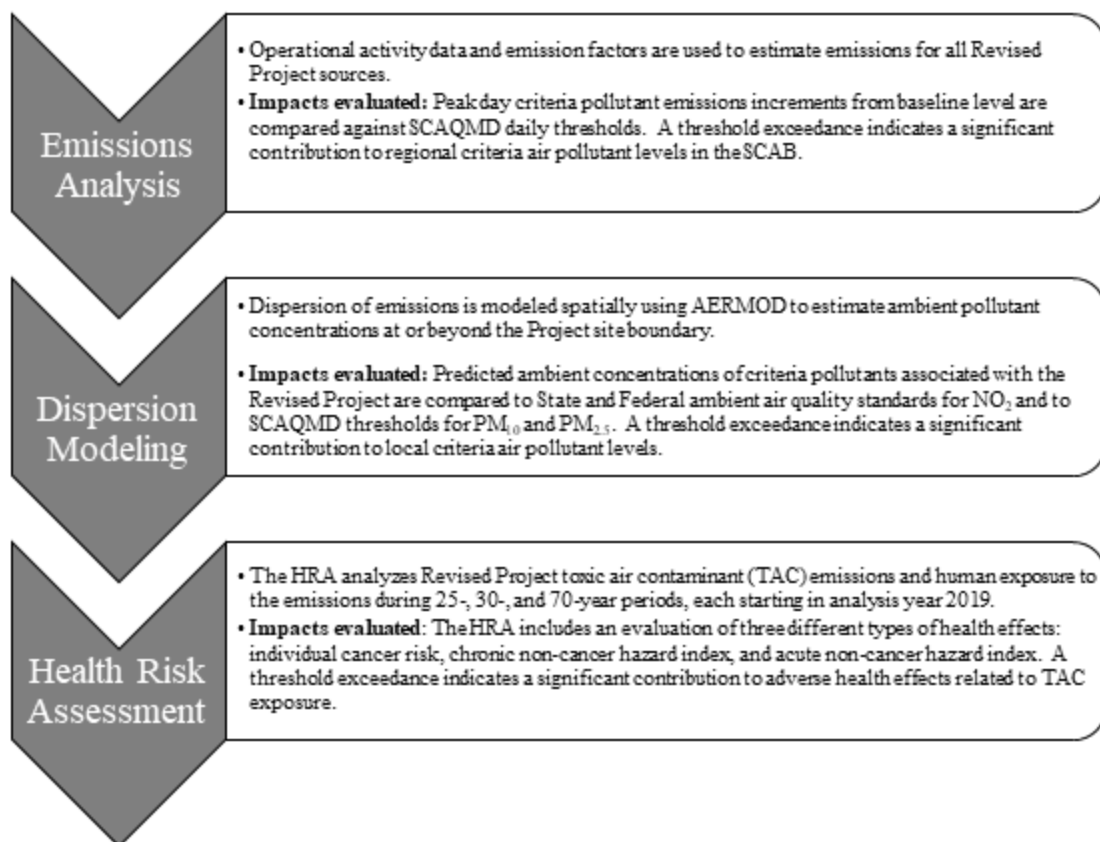 Emissions
Analysis
• Operational activity data and emission factors are used to estimate emissions for all Revised
Project sources.
• Impacts evaluated: Peak day criteria pollutant emissions increments from baseline level are
compared against SCAQMD daily thresholds. A threshold exceedance indicates a significant
contribution to regional criteria air pollutant levels in the SCAB.
Dispersion
Modeling
• Dispersion of emissions is modeled spatially using AERMOD to estimate ambient pollutant
concentrations at or beyond the Project site boundary.
• Impacts evaluated: Predicted ambient concentrations of criteria pollutants associated with the
Revised Project are compared to State and Federal ambient air quality standards for NO₂ and to
SCAQMD thresholds for PM₁₀ and PM₂.₅. A threshold exceedance indicates a significant
contribution to local criteria air pollutant levels.
Health Risk
Assessment
• The HRA analyzes Revised Project toxic air contaminant (TAC) emissions and human exposure to
the emissions during 25-, 30-, and 70-year periods, each starting in analysis year 2019.
• Impacts evaluated: The HRA includes an evaluation of three different types of health effects:
individual cancer risk, chronic non-cancer hazard index, and acute non-cancer hazard index. A
threshold exceedance indicates a significant contribution to adverse health effects related to TAC
exposure.